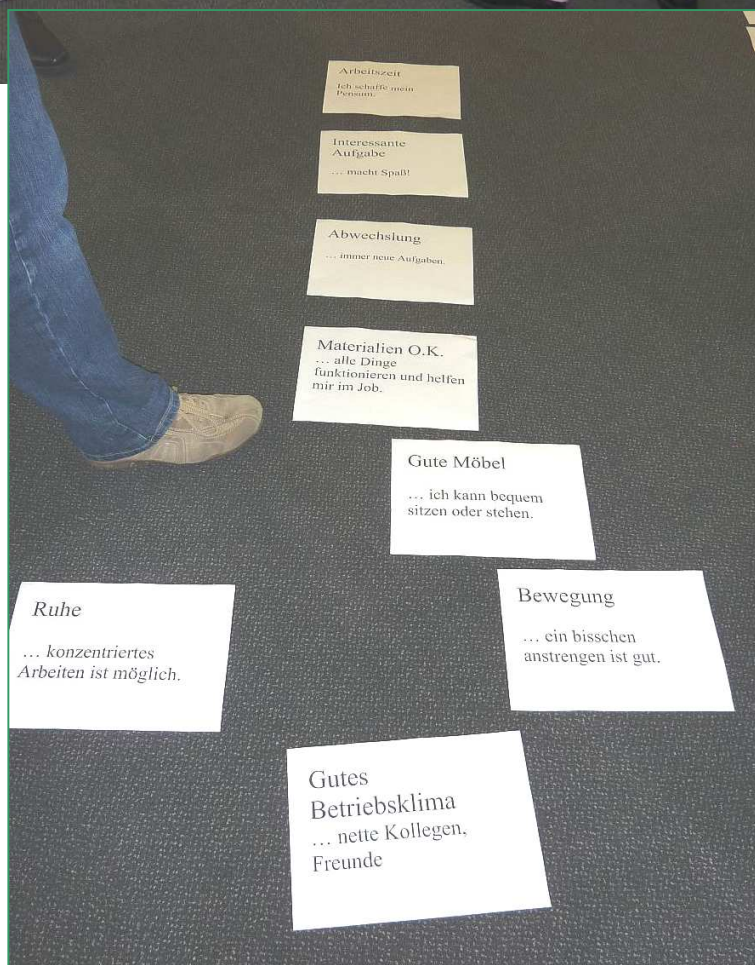 Arbeitszeit
Ich schaffe mein
Pensum.
Interessante
Aufgabe
... macht Spaß!
Abwechslung
... immer neue Aufgaben.
Materialien O.K.
... alle Dinge
funktionieren und helfen
mir im Job.
Gute Möbel
... ich kann bequem
sitzen oder stehen.
Ruhe
... konzentriertes
Arbeiten ist möglich.
Bewegung
... ein bisschen
anstrengen ist gut.
Gutes
Betriebsklima
... nette Kollegen,
Freunde